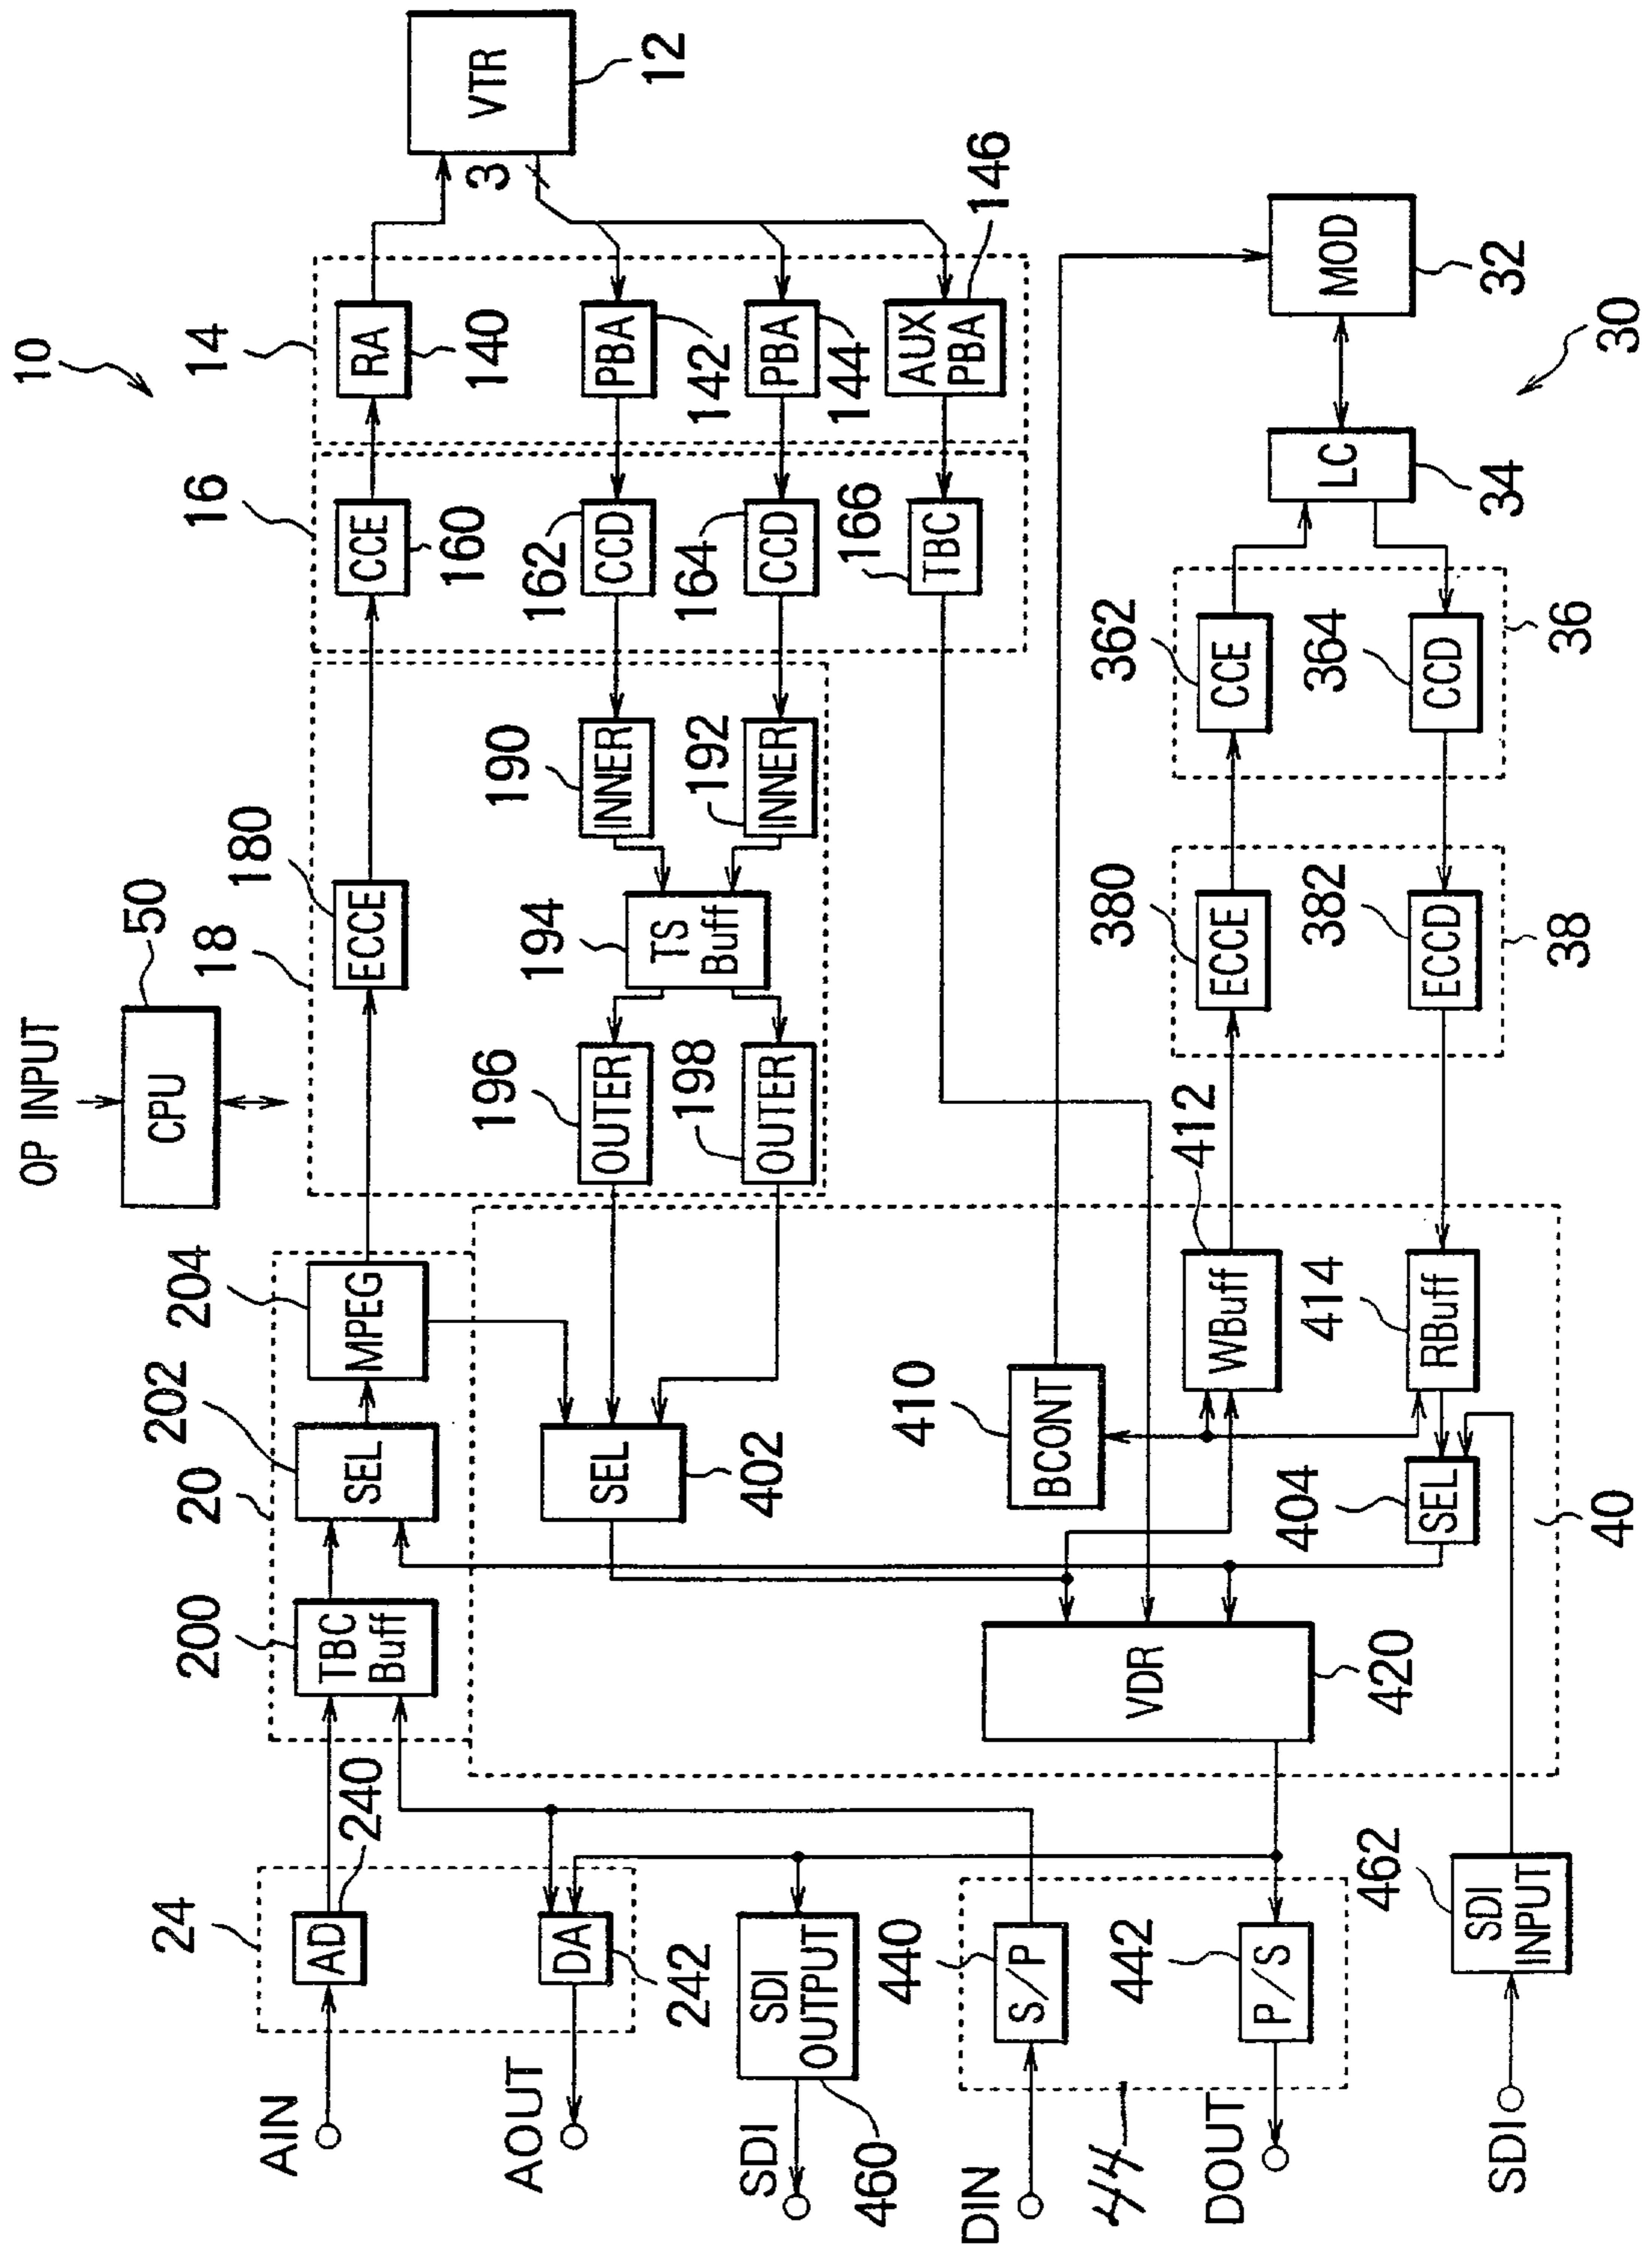 10
OP INPUT
50
CPU
14
16
18
180
20
202
204
200
24
AIN
AD
240
TBC
Buff
SEL
MPEG
ECCE
CCE
160
RA
140
VTR
12
3
AOUT
DA
242
SEL
402
196
OUTER
198
OUTER
194
TS
Buff
190
INNER
192
INNER
162
CCD
164
CCD
166
TBC
PBA
142
PBA
144
AUX
PBA
146
SDI
SDI
OUTPUT
460
DIN
440
S/P
44
442
P/S
DOUT
VDR
420
410
BCONT
412
WBuff
414
RBuff
404
SEL
40
380
ECCE
382
ECCD
38
362
CCE
364
CCD
36
LC
34
MOD
32
30
462
SDI
INPUT
SDI